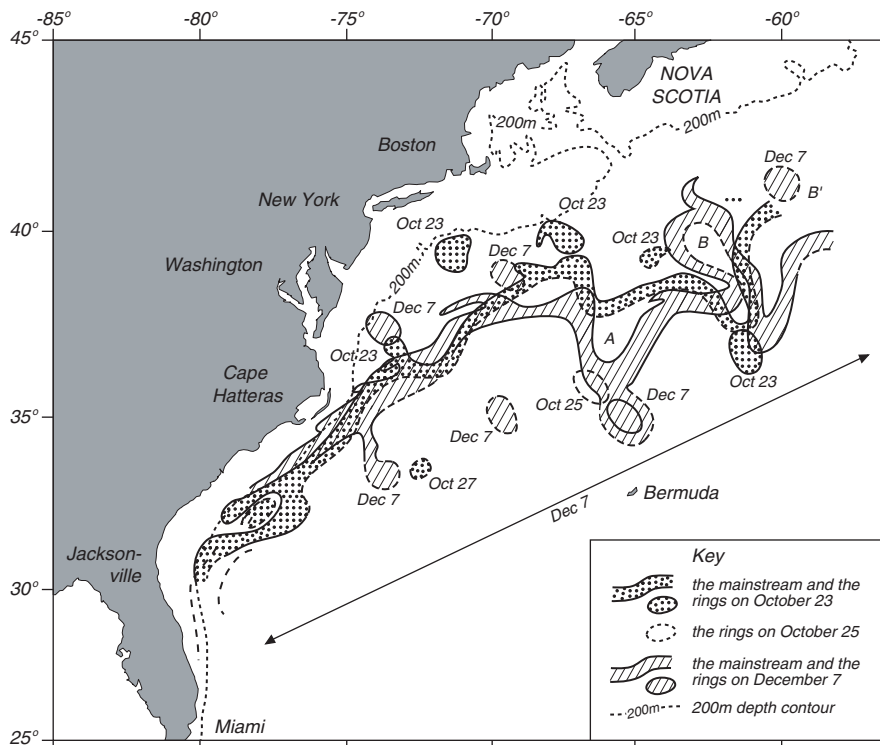 -85° -80° -75° -70° -65° -60°
45°
NOVA
SCOTIA
200m
200m
Boston
Dec 7
B'
New York
Oct 23
Oct 23
40°
Oct 23
B
Dec 7
Washington
200m
Dec 7
A
Oct 23
Cape
Hatteras
Oct 23
Oct 25
Dec 7
35°
Dec 7
Dec 7
Oct 27
Bermuda
Dec 7
Jackson-
ville
30°
Key
the mainstream and the
rings on October 23
the rings on October 25
the mainstream and the
rings on December 7
200m
200m depth contour
Miami
25°